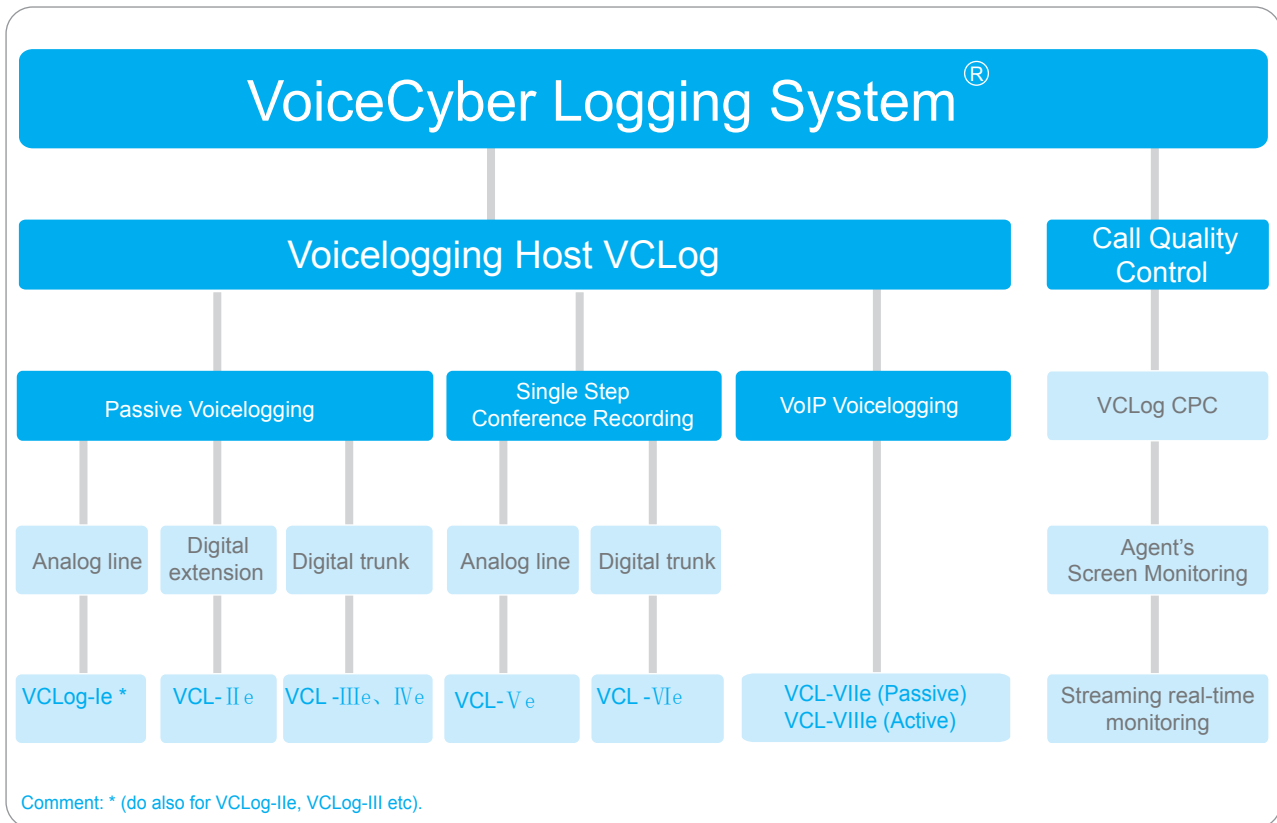 VoiceCyber Logging System ®
Voicelogging Host VCLog
Call Quality
Control
Passive Voicelogging
Single Step
Conference Recording
VoIP Voicelogging
VCLog CPC
Analog line
Digital
extension
Digital trunk
Analog line
Digital trunk
Agent’s
Screen Monitoring
VCLog-Ie *
VCL-Ⅱe
VCL -Ⅲe、Ⅳe
VCL-Ⅴe
VCL -Ⅵe
VCL-VIIe (Passive)
VCL-VIIIe (Active)
Streaming real-time
monitoring
Comment: * (do also for VCLog-IIe, VCLog-III etc).